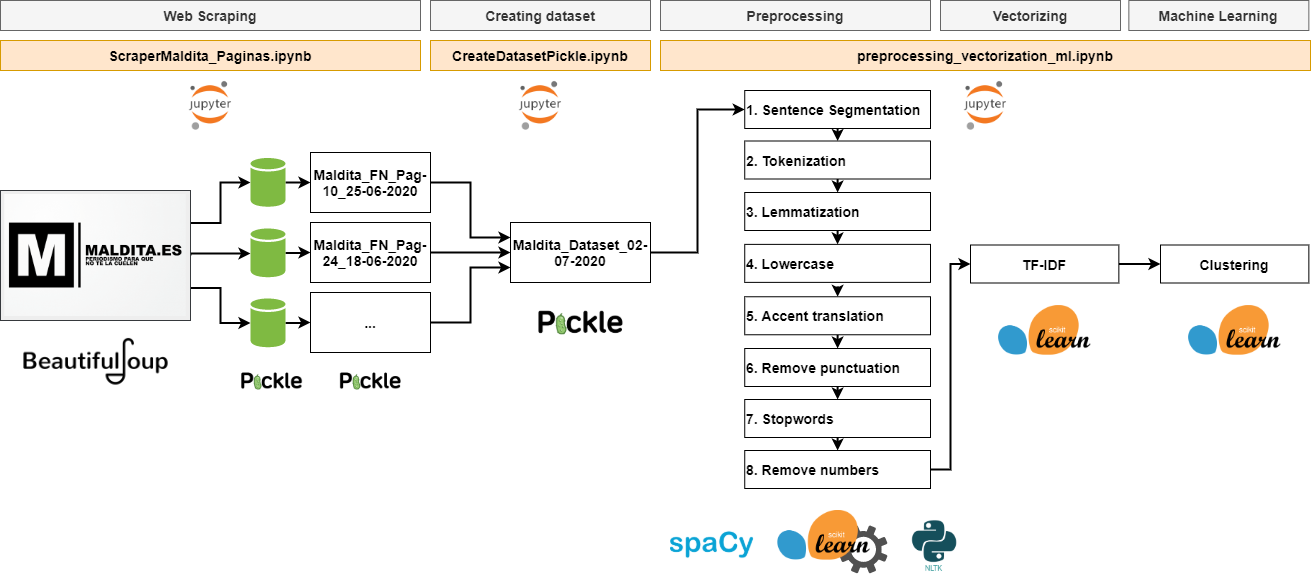 Web Scraping
Creating dataset
Preprocessing
Vectorizing
Machine Learning
ScraperMaldita_Paginas.ipynb
CreateDatasetPickle.ipynb
preprocessing_vectorization_ml.ipynb
jupyter
jupyter
jupyter
M
MALDITA.ES
PERIODISMO PARA QUE
NO TE LA CUELEN
BeautifulSoup
Maldita_FN_Pag-
10_25-06-2020
Maldita_FN_Pag-
24_18-06-2020
...
Pickle
Pickle
Maldita_Dataset_02-
07-2020
Pickle
1. Sentence Segmentation
2. Tokenization
3. Lemmatization
4. Lowercase
5. Accent translation
6. Remove punctuation
7. Stopwords
8. Remove numbers
spaCy
scikit
learn
NLTK
TF-IDF
scikit
learn
Clustering
scikit
learn